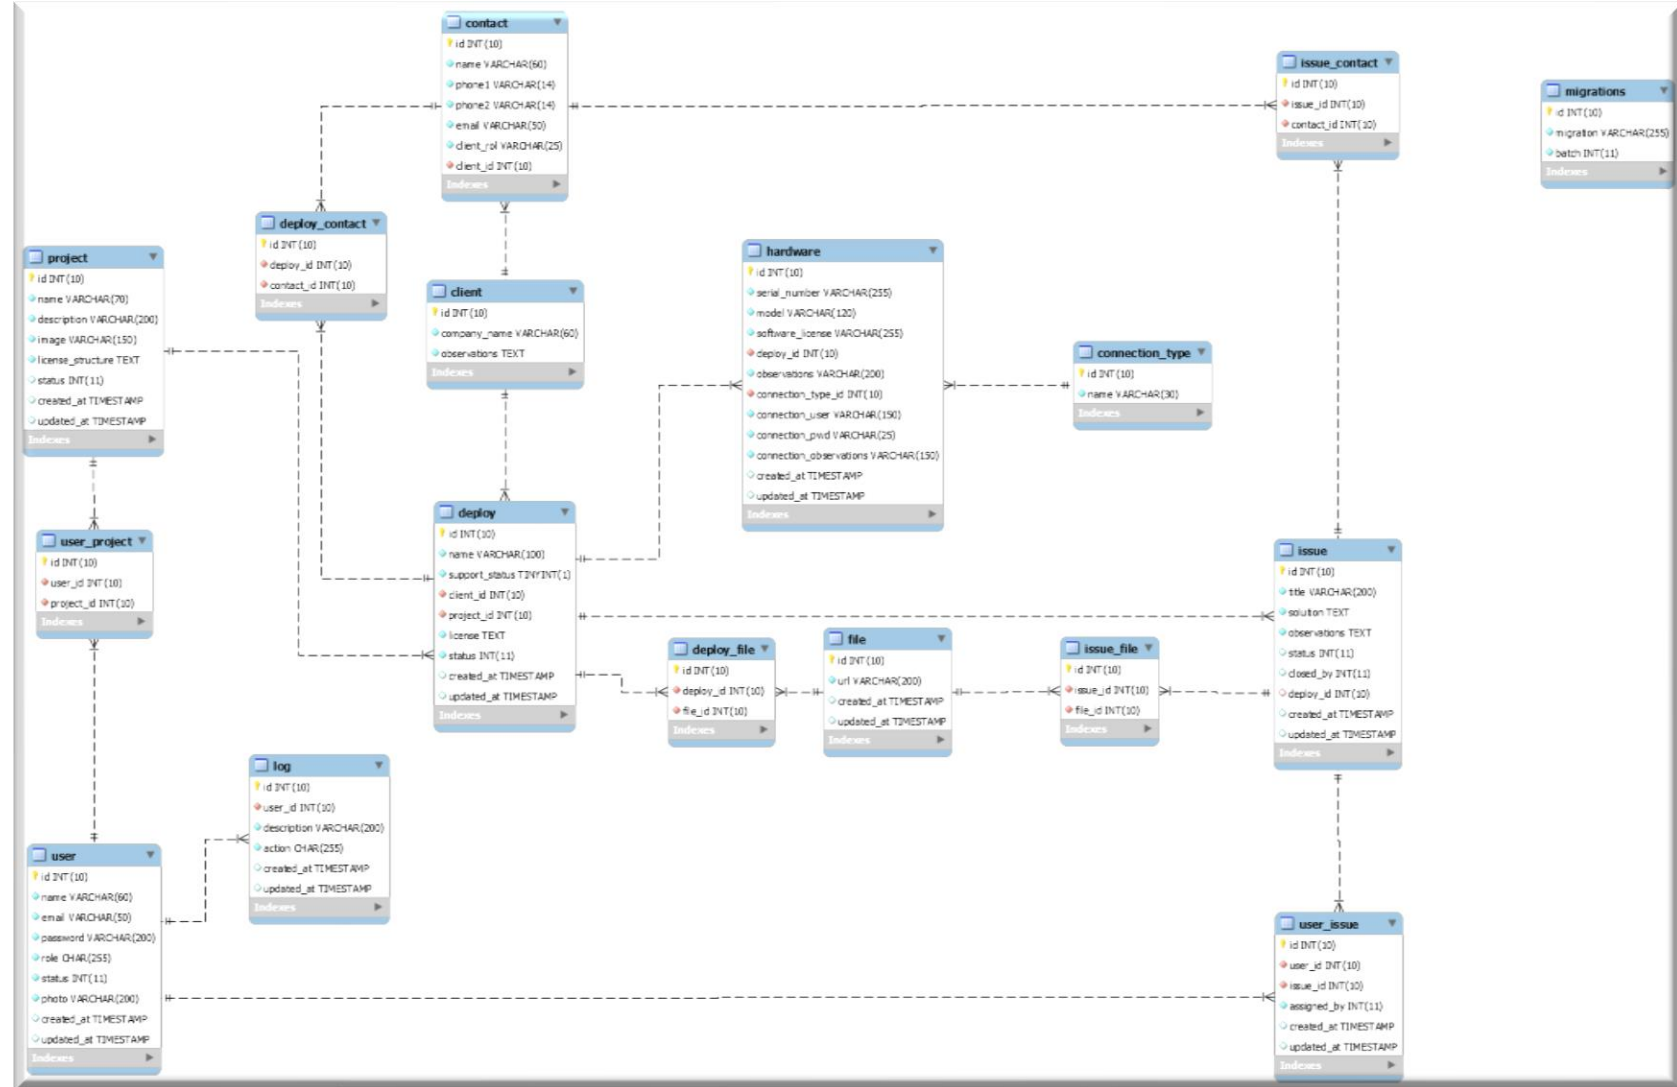 contact
id INT(10)
name VARCHAR(60)
phone1 VARCHAR(14)
phone2 VARCHAR(14)
email VARCHAR(50)
client_rol VARCHAR(25)
client_id INT(10)
Indexes
issue_contact
id INT(10)
issue_id INT(10)
contact_id INT(10)
Indexes
migrations
id INT(10)
migration VARCHAR(255)
batch INT(11)
Indexes
deploy_contact
id INT(10)
deploy_id INT(10)
contact_id INT(10)
Indexes
project
id INT(10)
name VARCHAR(70)
description VARCHAR(200)
image VARCHAR(150)
license_structure TEXT
status INT(11)
created_at TIMESTAMP
updated_at TIMESTAMP
Indexes
client
id INT(10)
company_name VARCHAR(60)
observations TEXT
Indexes
hardware
id INT(10)
serial_number VARCHAR(255)
model VARCHAR(120)
software_license VARCHAR(255)
deploy_id INT(10)
observations VARCHAR(200)
connection_type_id INT(10)
connection_user VARCHAR(150)
connection_pwd VARCHAR(25)
connection_observations VARCHAR(150)
created_at TIMESTAMP
updated_at TIMESTAMP
Indexes
connection_type
id INT(10)
name VARCHAR(30)
Indexes
user_project
id INT(10)
user_id INT(10)
project_id INT(10)
Indexes
deploy
id INT(10)
name VARCHAR(100)
support_status TINYINT(1)
client_id INT(10)
project_id INT(10)
license TEXT
status INT(11)
created_at TIMESTAMP
updated_at TIMESTAMP
Indexes
deploy_file
id INT(10)
deploy_id INT(10)
file_id INT(10)
Indexes
file
id INT(10)
url VARCHAR(200)
created_at TIMESTAMP
updated_at TIMESTAMP
Indexes
issue_file
id INT(10)
issue_id INT(10)
file_id INT(10)
Indexes
issue
id INT(10)
title VARCHAR(200)
solution TEXT
observations TEXT
status INT(11)
closed_by INT(11)
deploy_id INT(10)
created_at TIMESTAMP
updated_at TIMESTAMP
Indexes
log
id INT(10)
user_id INT(10)
description VARCHAR(200)
action CHAR(255)
created_at TIMESTAMP
updated_at TIMESTAMP
Indexes
user
id INT(10)
name VARCHAR(60)
email VARCHAR(50)
password VARCHAR(200)
role CHAR(255)
status INT(11)
photo VARCHAR(200)
created_at TIMESTAMP
updated_at TIMESTAMP
Indexes
user_issue
id INT(10)
user_id INT(10)
issue_id INT(10)
assigned_by INT(11)
created_at TIMESTAMP
updated_at TIMESTAMP
Indexes